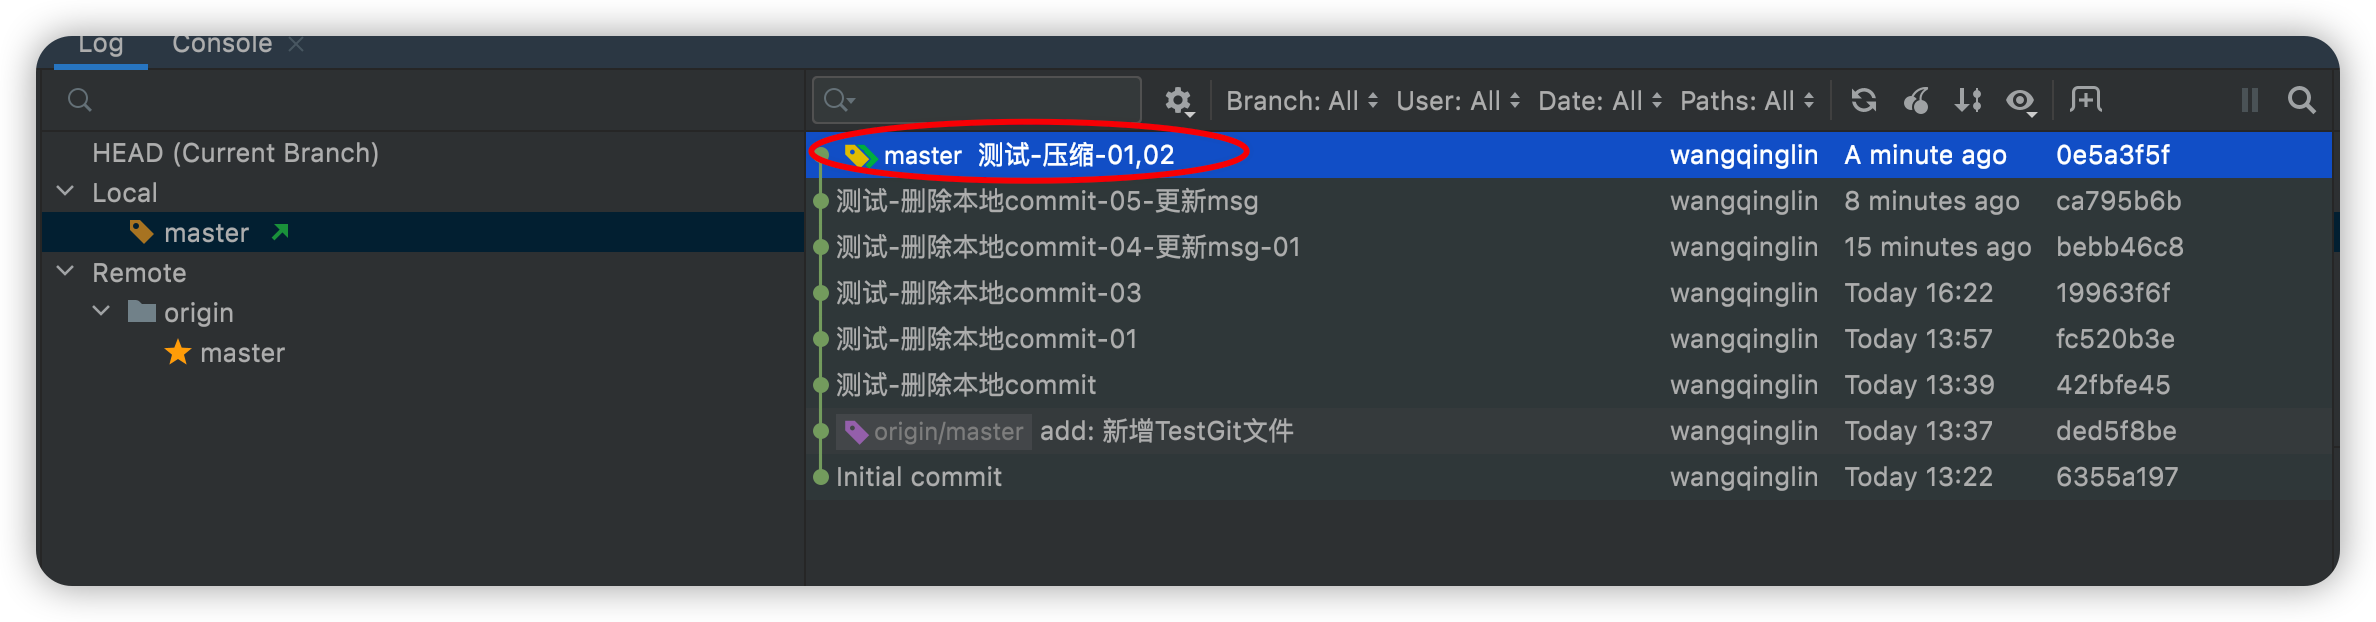 Log Console
Branch: All User: All Date: All Paths: All
HEAD (Current Branch)
Local
master
Remote
origin
master
master 测试-压缩-01,02 wangqinglin A minute ago 0e5a3f5f
测试-删除本地commit-05-更新msg wangqinglin 8 minutes ago ca795b6b
测试-删除本地commit-04-更新msg-01 wangqinglin 15 minutes ago bebb46c8
测试-删除本地commit-03 wangqinglin Today 16:22 19963f6f
测试-删除本地commit-01 wangqinglin Today 13:57 fc520b3e
测试-删除本地commit wangqinglin Today 13:39 42fbfe45
origin/master add: 新增TestGit文件 wangqinglin Today 13:37 ded5f8be
Initial commit wangqinglin Today 13:22 6355a197